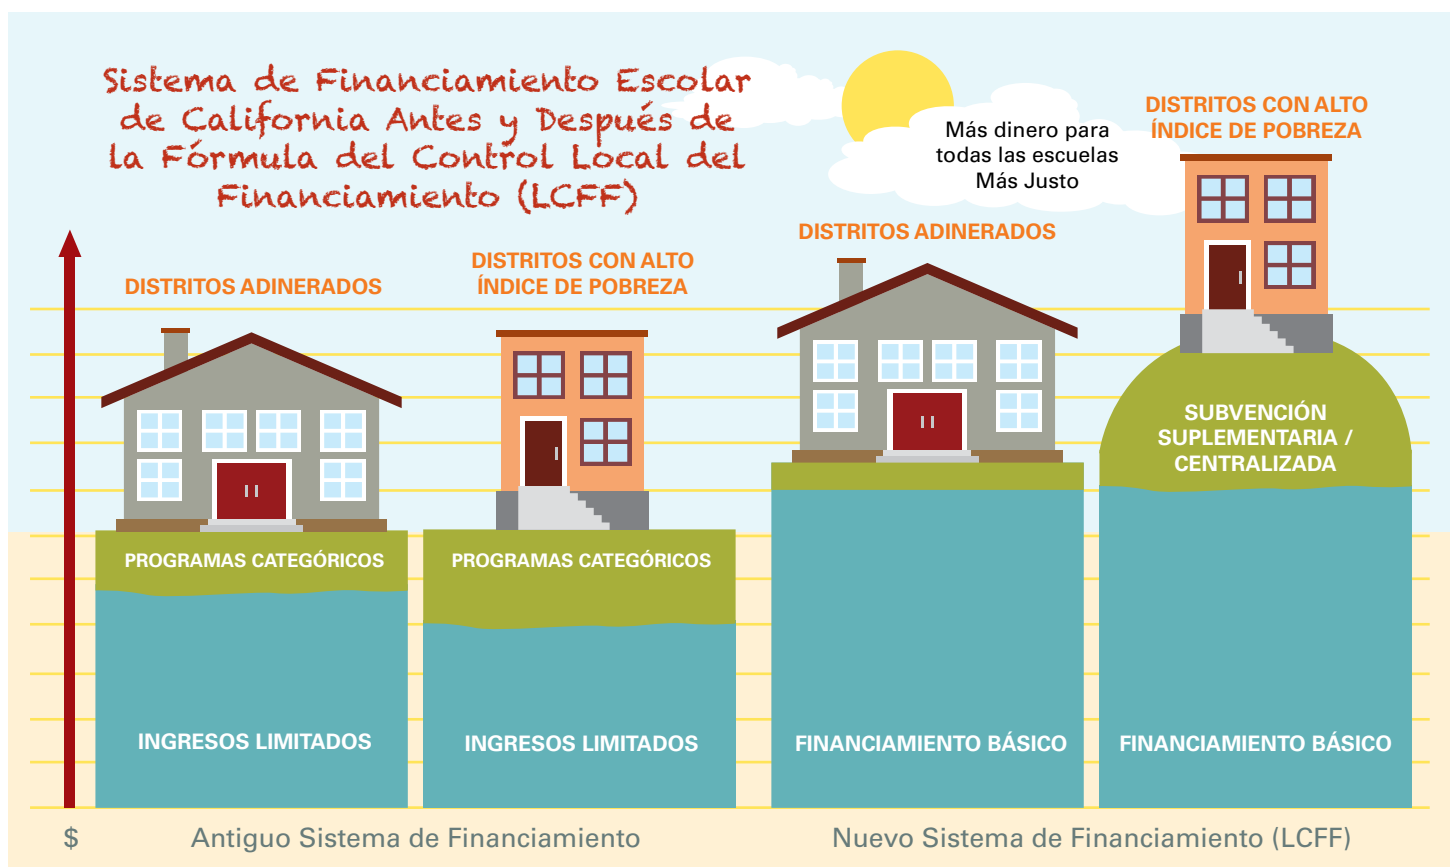 Sistema de Financiamiento Escolar
de California Antes y Después de
la Fórmula del Control Local del
Financiamiento (LCFF)
Más dinero para
todas las escuelas
Más Justo
DISTRITOS ADINERADOS
DISTRITOS CON ALTO
ÍNDICE DE POBREZA
DISTRITOS ADINERADOS
DISTRITOS CON ALTO
ÍNDICE DE POBREZA
PROGRAMAS CATEGÓRICOS
PROGRAMAS CATEGÓRICOS
SUBVENCIÓN
SUPLEMENTARIA /
CENTRALIZADA
INGRESOS LIMITADOS
INGRESOS LIMITADOS
FINANCIAMIENTO BÁSICO
FINANCIAMIENTO BÁSICO
$
Antiguo Sistema de Financiamiento
Nuevo Sistema de Financiamiento (LCFF)